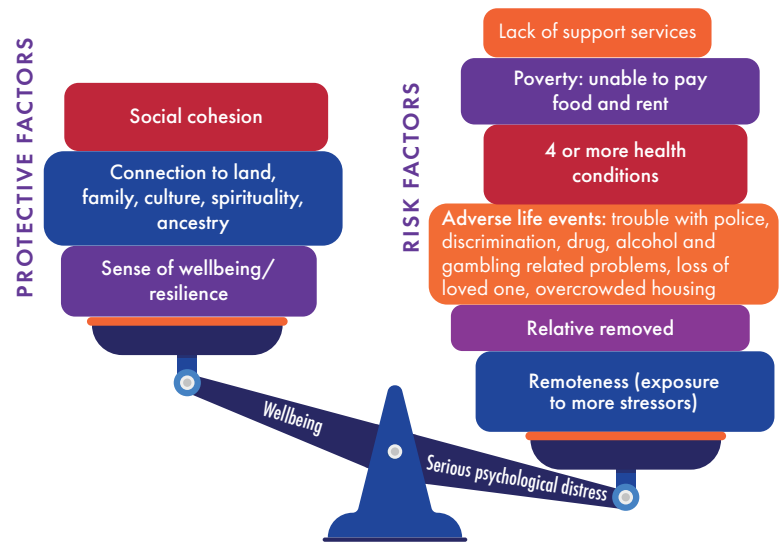 PROTECTIVE FACTORS
Social cohesion
Connection to land,
family, culture, spirituality,
ancestry
Sense of wellbeing/
resilience
RISK FACTORS
Lack of support services
Poverty: unable to pay
food and rent
4 or more health
conditions
Adverse life events: trouble with police,
discrimination, drug, alcohol and
gambling related problems, loss of
loved one, overcrowded housing
Relative removed
Remoteness (exposure
to more stressors)
Wellbeing
Serious psychological distress